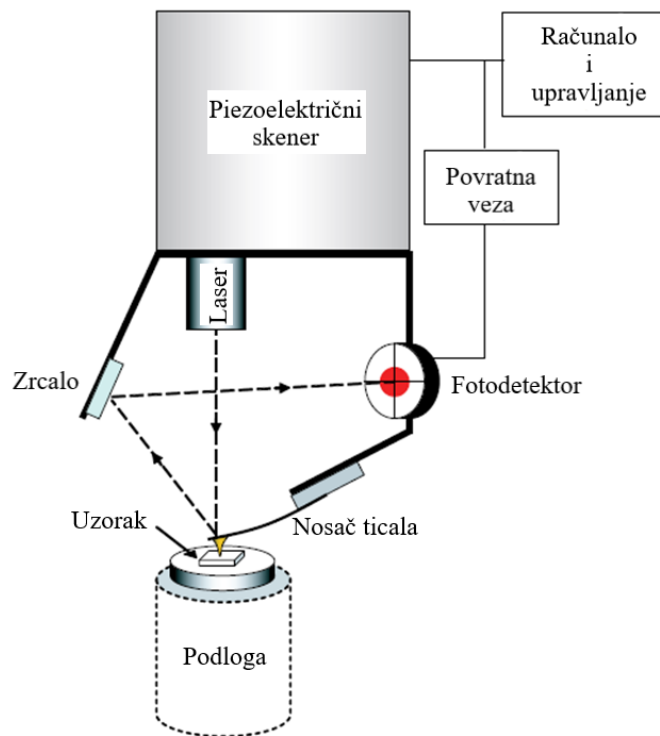 Računalo
i
upravljanje
Piezoelektrični
skener
Povratna
veza
Laser
Zrcalo
Fotodetektor
Uzorak
Nosač ticala
Podloga